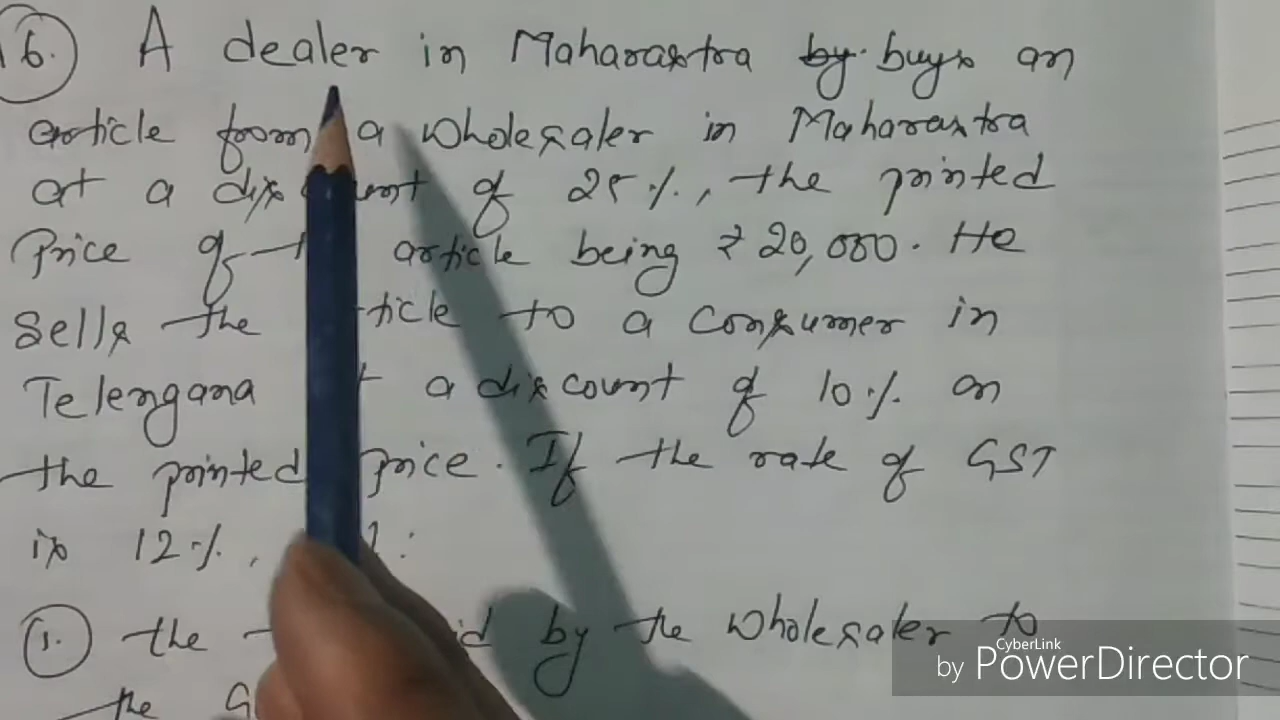 16. A dealer in Maharastra by buys an
article from a wholesaler in Maharastra
at a of 25%, the printed
Price of article being ₹20,000. He
Sells the to a consumer in
Telengana a discount of 10% on
the printed price. If the rate of GST
is 12%,
1. the by the wholesaler to
the
CyberLink
by PowerDirector